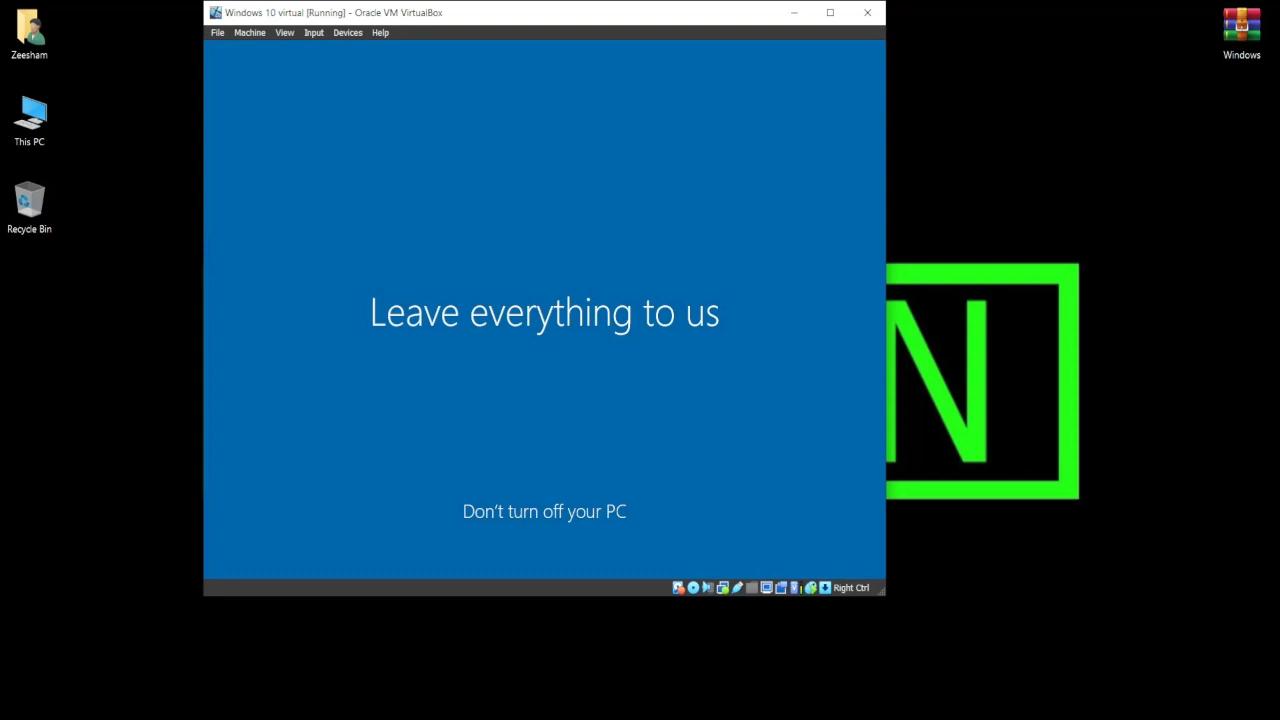 Windows 10 virtual [Running] - Oracle VM VirtualBox
File Machine View Input Devices Help
Zeesham
This PC
Recycle Bin
Windows
Leave everything to us
N
Don't turn off your PC
Right Ctrl